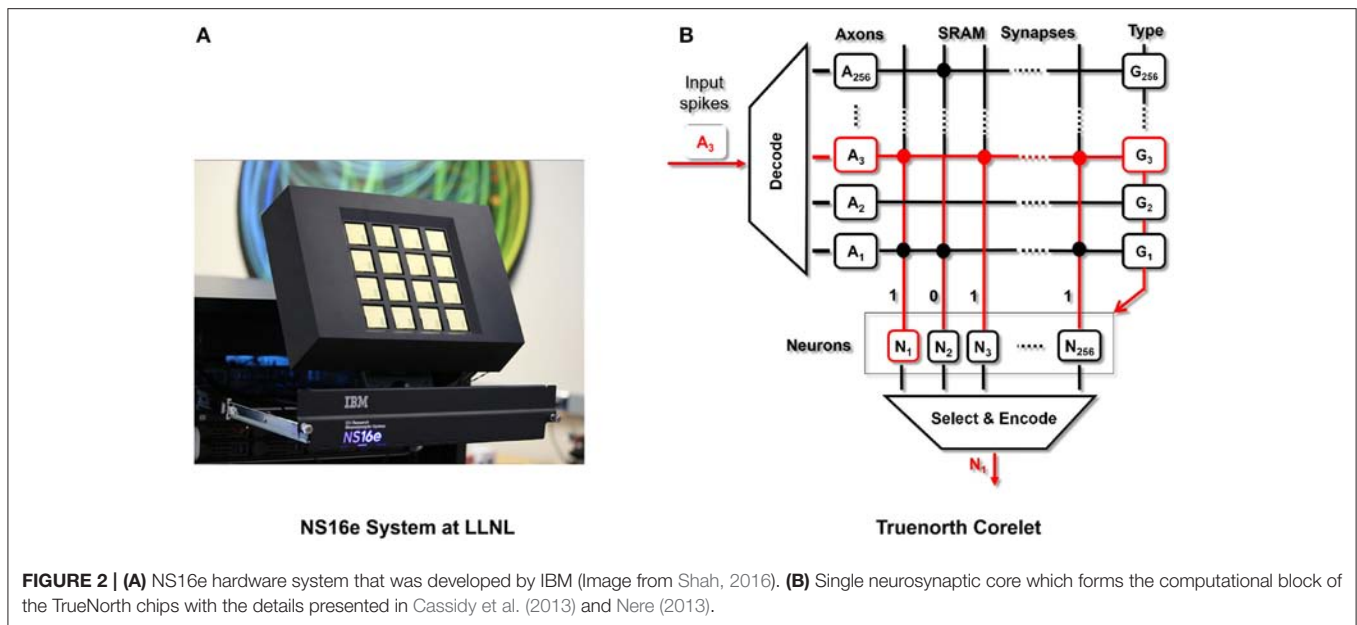 A
IBM
NS16e
NS16e System at LLNL
B
Axons SRAM Synapses Type
Input
spikes
A3
Decode
A256 G256
A3 G3
A2 G2
A1 G1
1 0 1 1
Neurons N1 N2 N3 N256
Select & Encode
N1
Truenorth Corelet
FIGURE 2 | (A) NS16e hardware system that was developed by IBM (Image from Shah, 2016). (B) Single neurosynaptic core which forms the computational block of
the TrueNorth chips with the details presented in Cassidy et al. (2013) and Nere (2013).